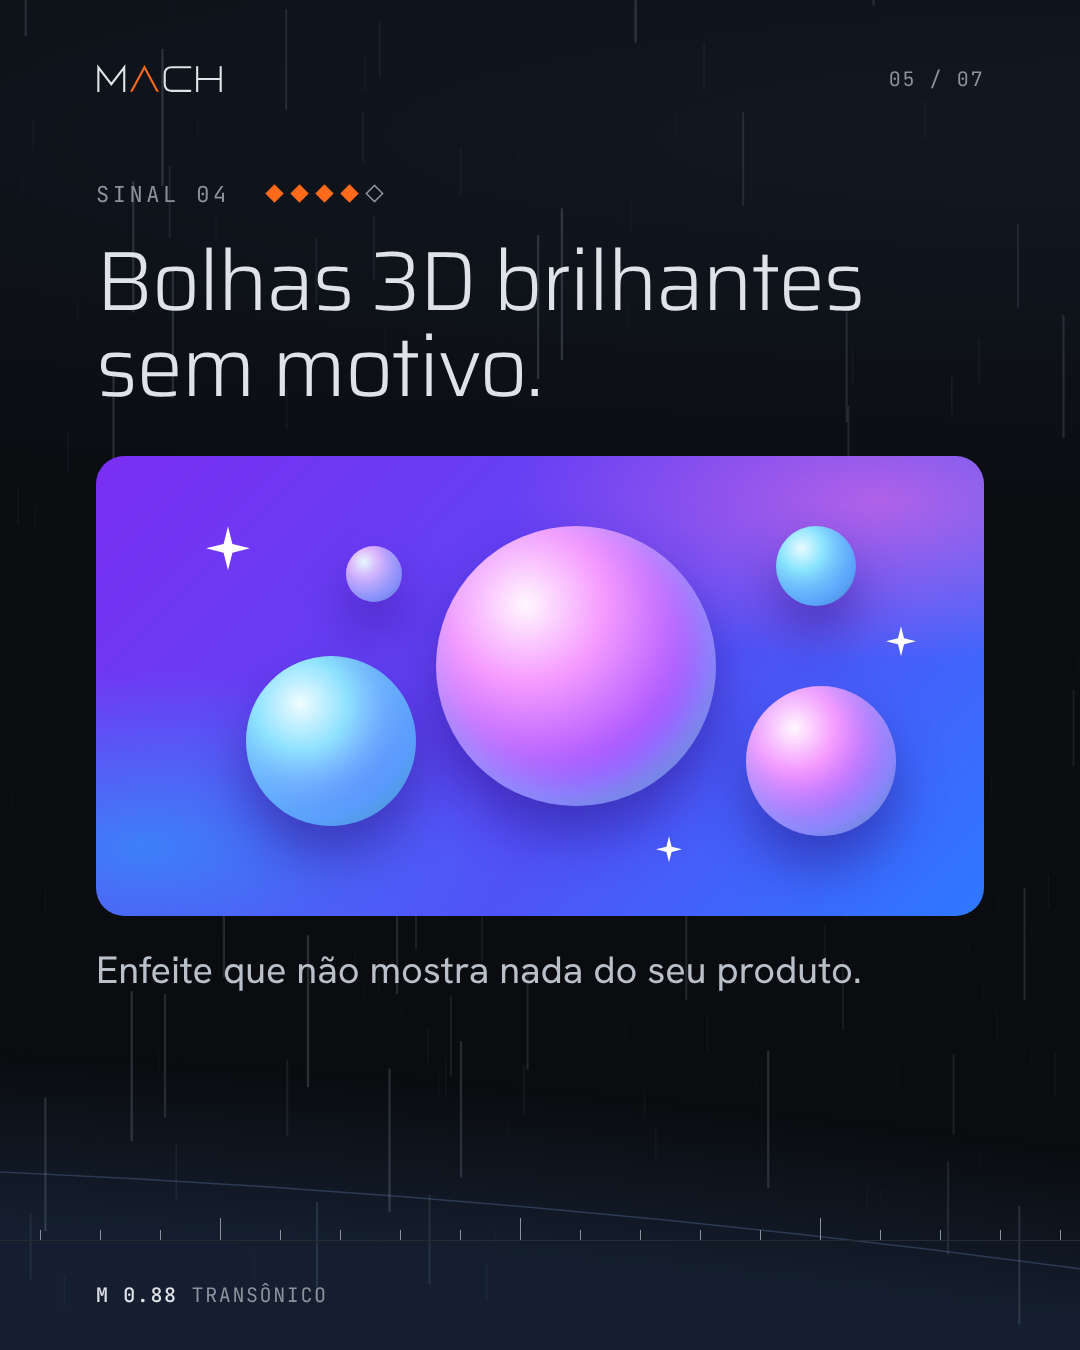 MACH
05 / 07
SINAL 04
Bolhas 3D brilhantes
sem motivo.
Enfeite que não mostra nada do seu produto.
M 0.88 TRANSÔNICO